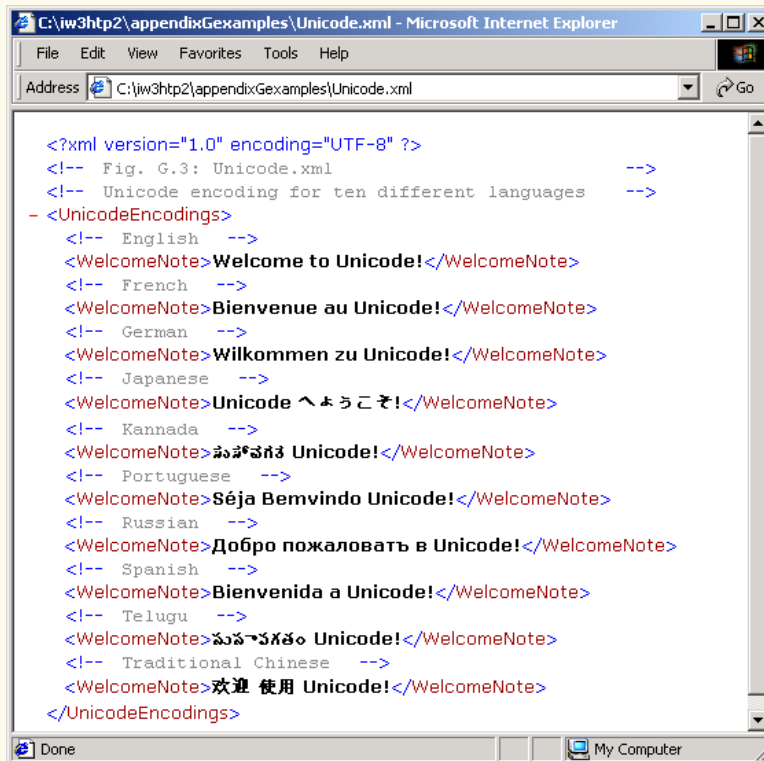 C:\iw3htp2\appendixGexamples\Unicode.xml - Microsoft Internet Explorer
File Edit View Favorites Tools Help
Address C:\iw3htp2\appendixGexamples\Unicode.xml Go
<?xml version="1.0" encoding="UTF-8" ?>
<!-- Fig. G.3: Unicode.xml -->
<!-- Unicode encoding for ten different languages -->
- <UnicodeEncodings>
<!-- English -->
<WelcomeNote>Welcome to Unicode!</WelcomeNote>
<!-- French -->
<WelcomeNote>Bienvenue au Unicode!</WelcomeNote>
<!-- German -->
<WelcomeNote>Wilkommen zu Unicode!</WelcomeNote>
<!-- Japanese -->
<WelcomeNote>Unicode へようこそ!</WelcomeNote>
<!-- Kannada -->
<WelcomeNote> Unicode!</WelcomeNote>
<!-- Portuguese -->
<WelcomeNote>Séja Bemvindo Unicode!</WelcomeNote>
<!-- Russian -->
<WelcomeNote>Добро пожаловать в Unicode!</WelcomeNote>
<!-- Spanish -->
<WelcomeNote>Bienvenida a Unicode!</WelcomeNote>
<!-- Telugu -->
<WelcomeNote> Unicode!</WelcomeNote>
<!-- Traditional Chinese -->
<WelcomeNote>欢迎 使用 Unicode!</WelcomeNote>
</UnicodeEncodings>
Done My Computer